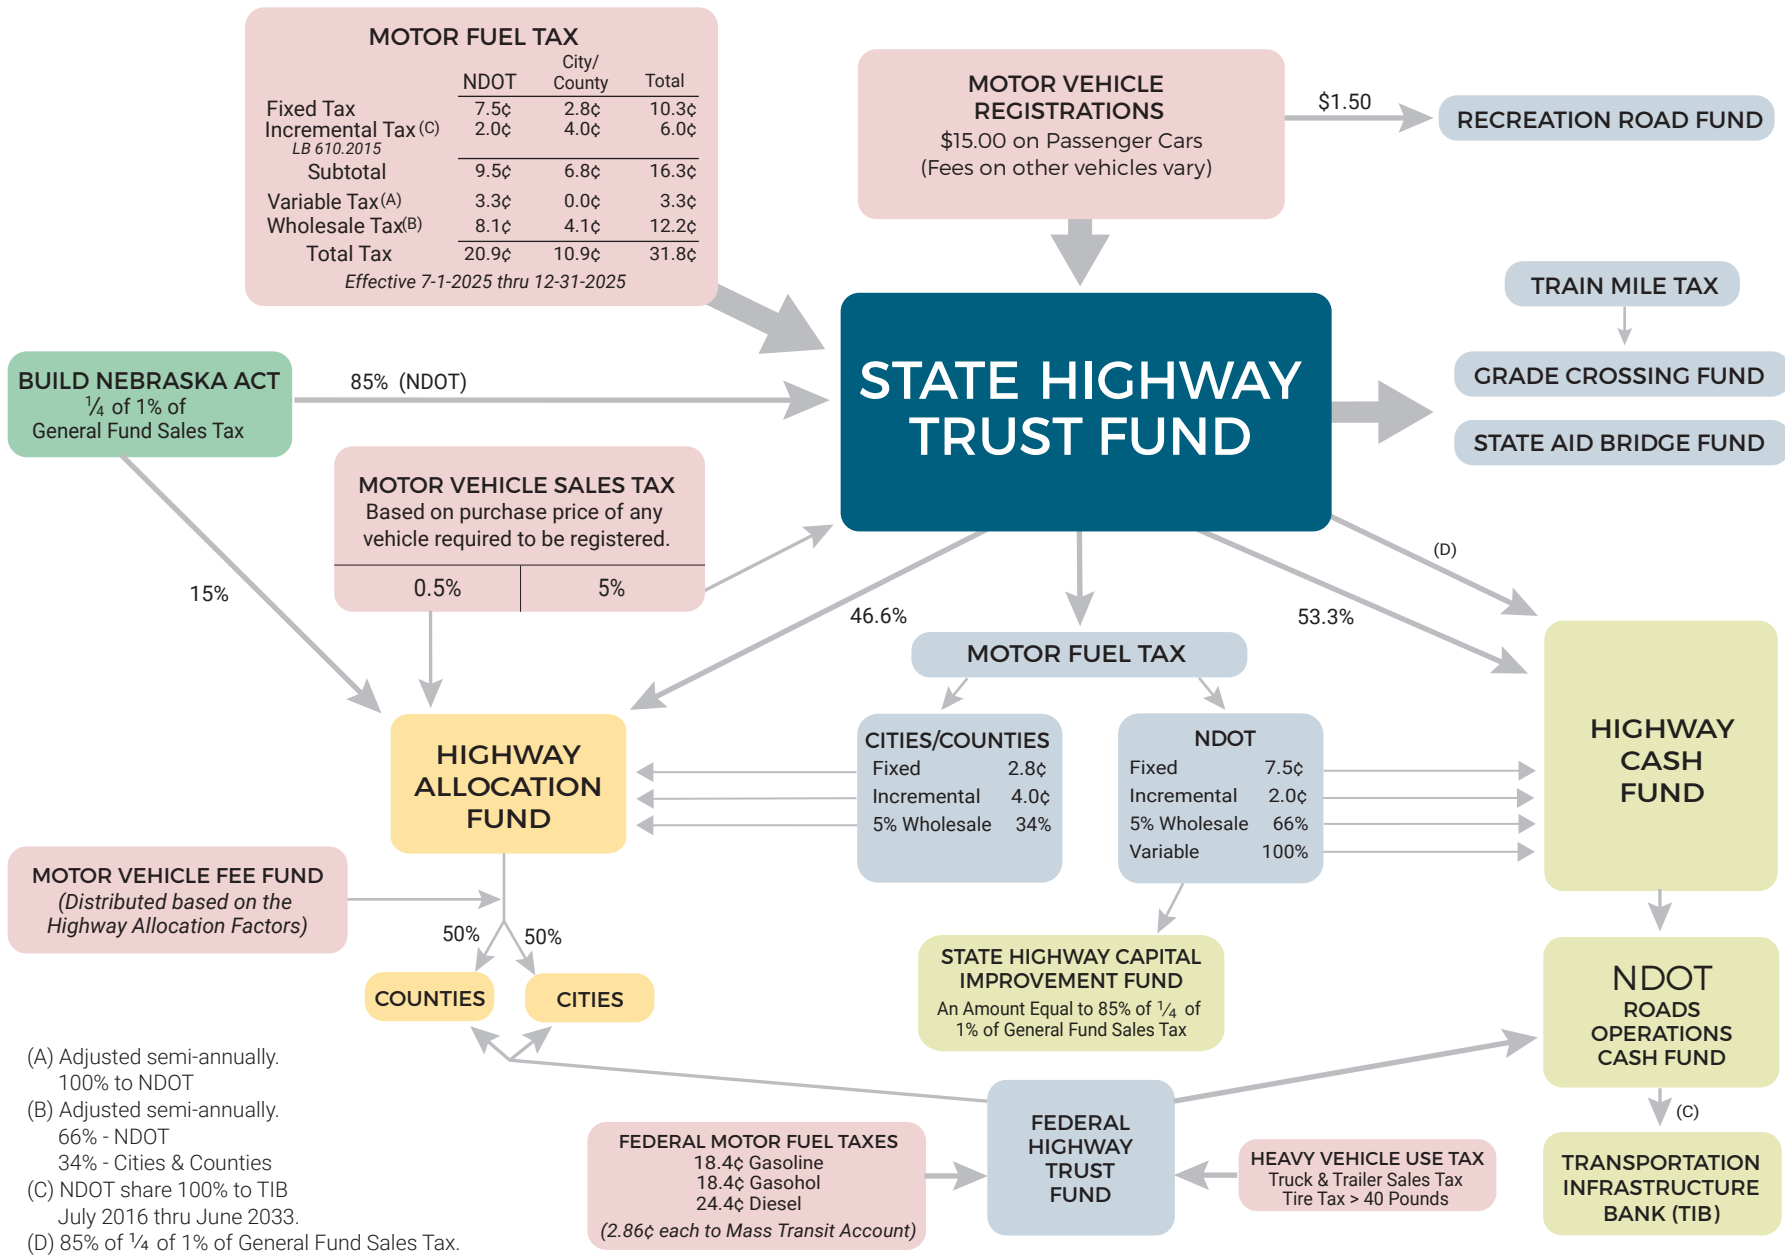 MOTOR FUEL TAX
NDOT City/ County Total
Fixed Tax 7.5¢ 2.8¢ 10.3¢
Incremental Tax (C) 2.0¢ 4.0¢ 6.0¢
LB 610.2015
Subtotal 9.5¢ 6.8¢ 16.3¢
Variable Tax(A) 3.3¢ 0.0¢ 3.3¢
Wholesale Tax(B) 8.1¢ 4.1¢ 12.2¢
Total Tax 20.9¢ 10.9¢ 31.8¢
Effective 7-1-2025 thru 12-31-2025
MOTOR VEHICLE
REGISTRATIONS
$15.00 on Passenger Cars
(Fees on other vehicles vary)
$1.50
RECREATION ROAD FUND
TRAIN MILE TAX
GRADE CROSSING FUND
STATE AID BRIDGE FUND
STATE HIGHWAY
TRUST FUND
BUILD NEBRASKA ACT
¼ of 1% of
General Fund Sales Tax
85% (NDOT)
15%
MOTOR VEHICLE SALES TAX
Based on purchase price of any
vehicle required to be registered.
0.5% 5%
46.6%
53.3%
(D)
MOTOR FUEL TAX
HIGHWAY
ALLOCATION
FUND
CITIES/COUNTIES
Fixed 2.8¢
Incremental 4.0¢
5% Wholesale 34%
NDOT
Fixed 7.5¢
Incremental 2.0¢
5% Wholesale 66%
Variable 100%
HIGHWAY
CASH
FUND
MOTOR VEHICLE FEE FUND
(Distributed based on the
Highway Allocation Factors)
50% 50%
COUNTIES
CITIES
STATE HIGHWAY CAPITAL
IMPROVEMENT FUND
An Amount Equal to 85% of ¼ of
1% of General Fund Sales Tax
NDOT
ROADS
OPERATIONS
CASH FUND
(C)
TRANSPORTATION
INFRASTRUCTURE
BANK (TIB)
FEDERAL
HIGHWAY
TRUST
FUND
FEDERAL MOTOR FUEL TAXES
18.4¢ Gasoline
18.4¢ Gasohol
24.4¢ Diesel
(2.86¢ each to Mass Transit Account)
HEAVY VEHICLE USE TAX
Truck & Trailer Sales Tax
Tire Tax > 40 Pounds
(A) Adjusted semi-annually.
100% to NDOT
(B) Adjusted semi-annually.
66% - NDOT
34% - Cities & Counties
(C) NDOT share 100% to TIB
July 2016 thru June 2033.
(D) 85% of ¼ of 1% of General Fund Sales Tax.